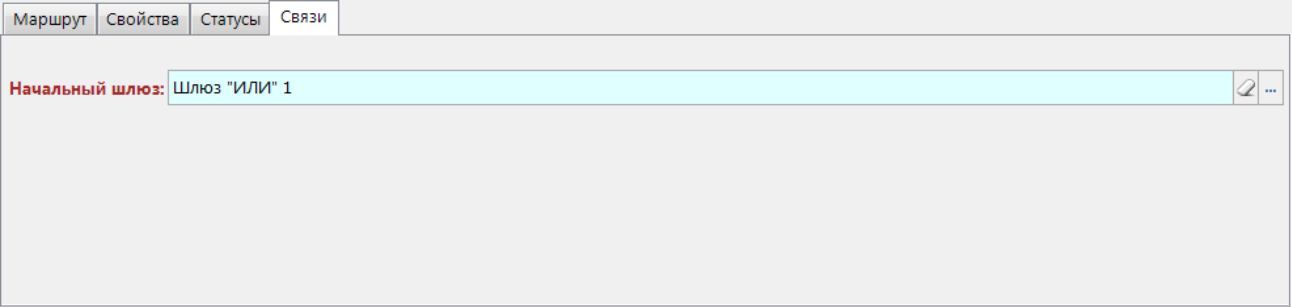 Маршрут Свойства Статусы Связи
Начальный шлюз: Шлюз "ИЛИ" 1 ...